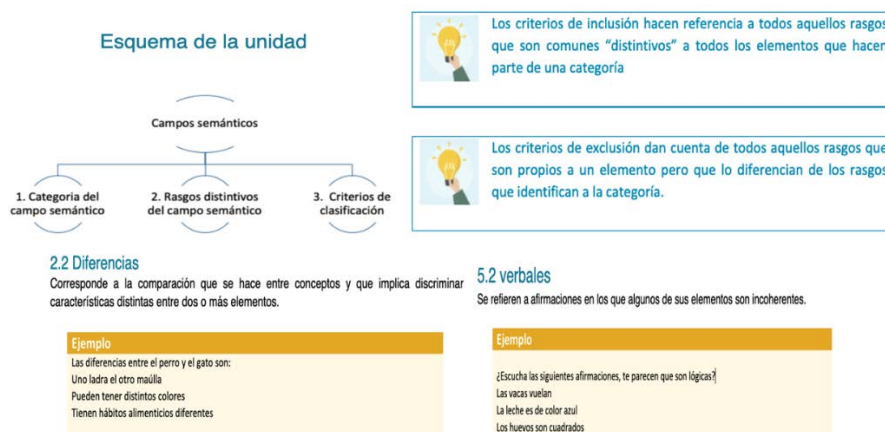 Esquema de la unidad
Campos semánticos
1. Categoria del
campo semántico
2. Rasgos distintivos
del campo semántico
3. Criterios de
clasificación
Los criterios de inclusión hacen referencia a todos aquellos rasgos
que son comunes “distintivos” a todos los elementos que hacen
parte de una categoría
Los criterios de exclusión dan cuenta de todos aquellos rasgos que
son propios a un elemento pero que lo diferencian de los rasgos
que identifican a la categoría.
2.2 Diferencias
Corresponde a la comparación que se hace entre conceptos y que implica discriminar
características distintas entre dos o más elementos.
Ejemplo
Las diferencias entre el perro y el gato son:
Uno ladra el otro maúlla
Pueden tener distintos colores
Tienen hábitos alimenticios diferentes
5.2 verbales
Se refieren a afirmaciones en los que algunos de sus elementos son incoherentes.
Ejemplo
¿Escucha las siguientes afirmaciones, te parecen que son lógicas?
Las vacas vuelan
La leche es de color azul
Los huevos son cuadrados